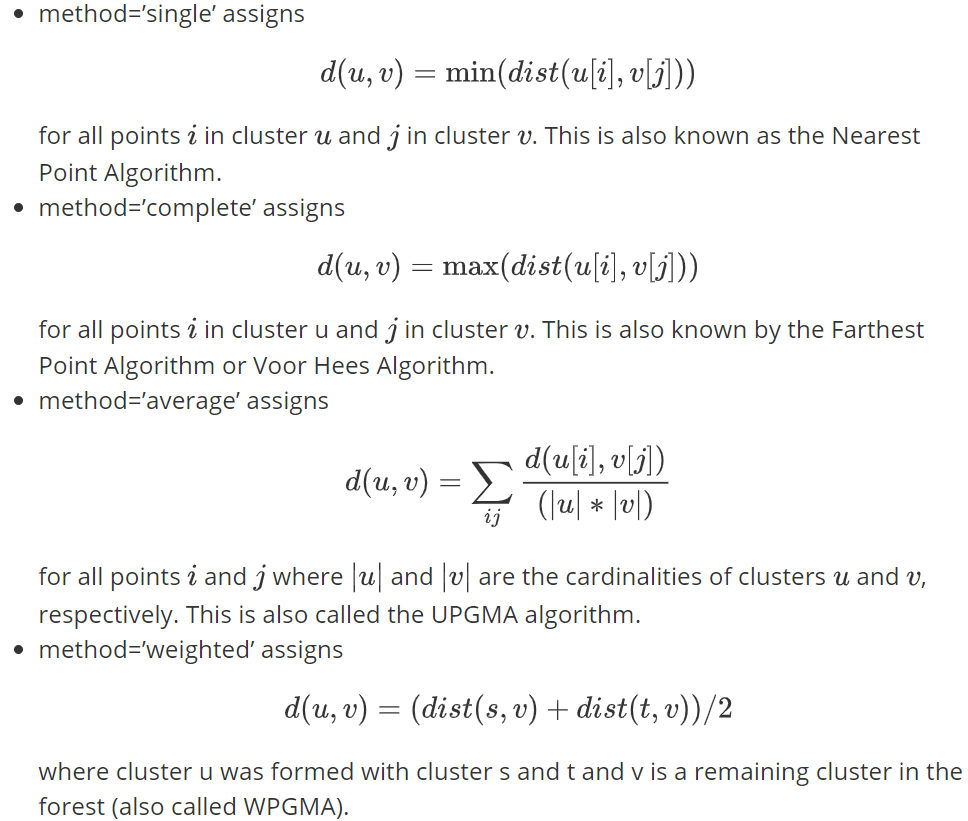 • method=’single’ assigns
d(u, v) = min(dist(u[i], v[j]))
for all points i in cluster u and j in cluster v. This is also known as the Nearest
Point Algorithm.
• method=’complete’ assigns
d(u, v) = max(dist(u[i], v[j]))
for all points i in cluster u and j in cluster v. This is also known by the Farthest
Point Algorithm or Voor Hees Algorithm.
• method=’average’ assigns
d(u, v) = ∑_{ij} d(u[i], v[j]) / (|u| * |v|)
for all points i and j where |u| and |v| are the cardinalities of clusters u and v,
respectively. This is also called the UPGMA algorithm.
• method=’weighted’ assigns
d(u, v) = (dist(s, v) + dist(t, v))/2
where cluster u was formed with cluster s and t and v is a remaining cluster in the
forest (also called WPGMA).